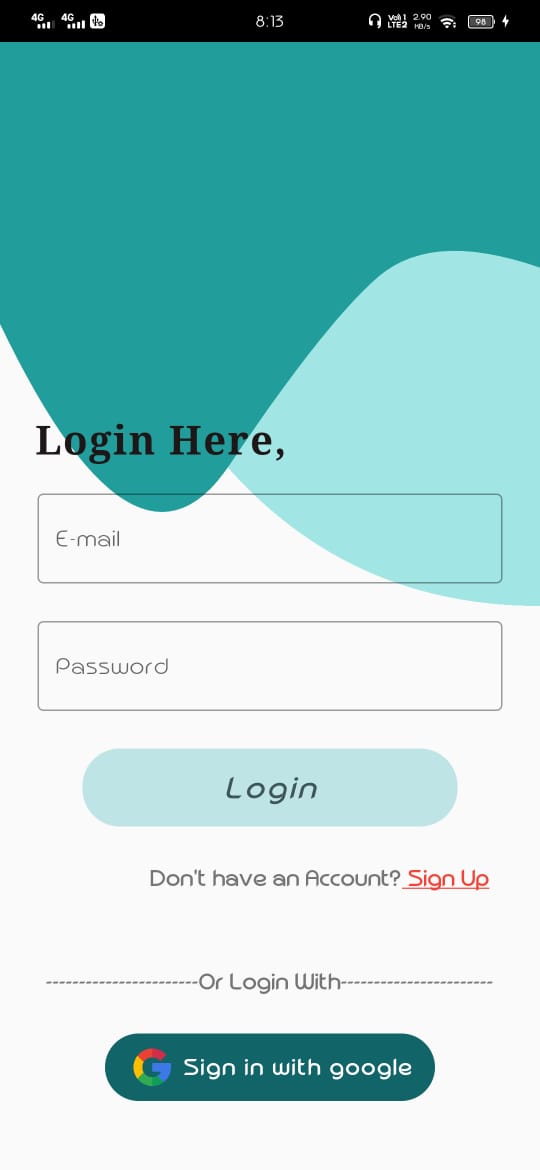 4G 4G 8:13 Vo) 1 LTE2 2.90 KB/s 98
Login Here,
E-mail
Password
Login
Don't have an Account? Sign Up
-----------------------Or Login With-----------------------
Sign in with google